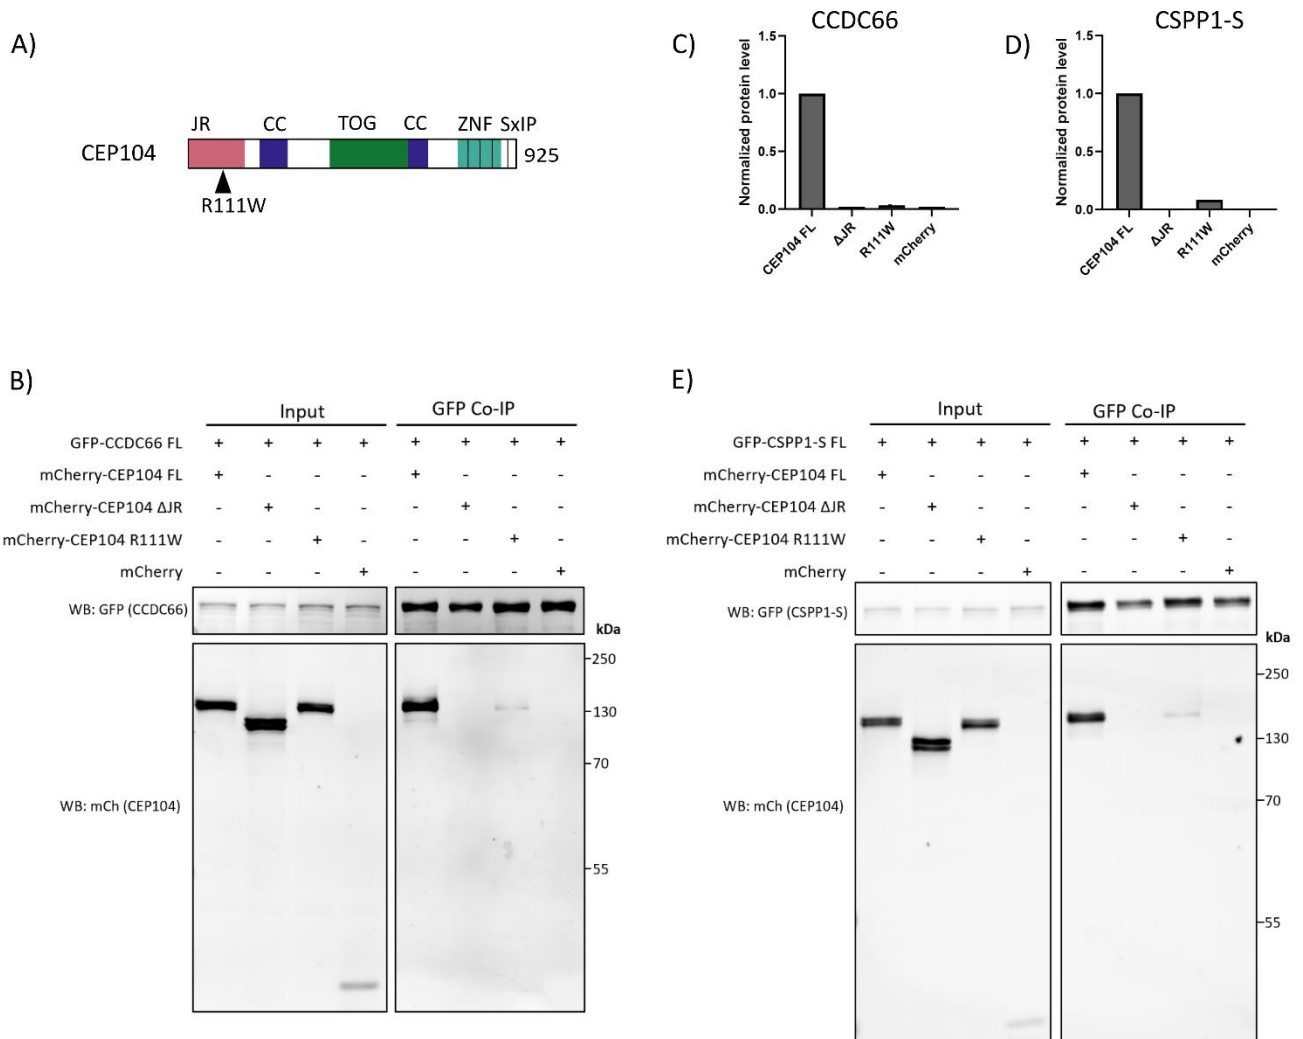 A)
JR CC TOG CC ZNF SxIP
CEP104 925
R111W
C) CCDC66
Normalized protein level
1.5
1.0
0.5
0.0
CEP104 FL ΔJR R111W mCherry
D) CSPP1-S
Normalized protein level
1.5
1.0
0.5
0.0
CEP104 FL ΔJR R111W mCherry
B)
Input GFP Co-IP
GFP-CCDC66 FL + + + + + + + +
mCherry-CEP104 FL + - - - + - - -
mCherry-CEP104 ΔJR - + - - - + - -
mCherry-CEP104 R111W - - + - - - + -
mCherry - - - + - - - +
WB: GFP (CCDC66)
kDa
250
130
70
WB: mCh (CEP104)
55
E)
Input GFP Co-IP
GFP-CSPP1-S FL + + + + + + + +
mCherry-CEP104 FL + - - - + - - -
mCherry-CEP104 ΔJR - + - - - + - -
mCherry-CEP104 R111W - - + - - - + -
mCherry - - - + - - - +
WB: GFP (CSPP1-S)
kDa
250
130
70
WB: mCh (CEP104)
55